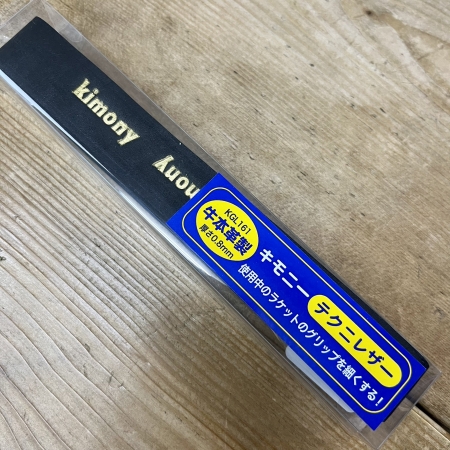 kimony
kimony
KGL161
牛本革製
厚さ0.8mm
キモニー
テクニレザー
使用中のラケットのグリップを細くする!